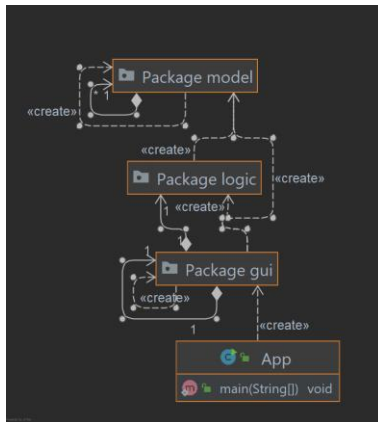 Package model
* 1
«create»
«create»
Package logic
«create»
1
1
1
Package gui
«create»
1
«create»
App
main(String[]) void